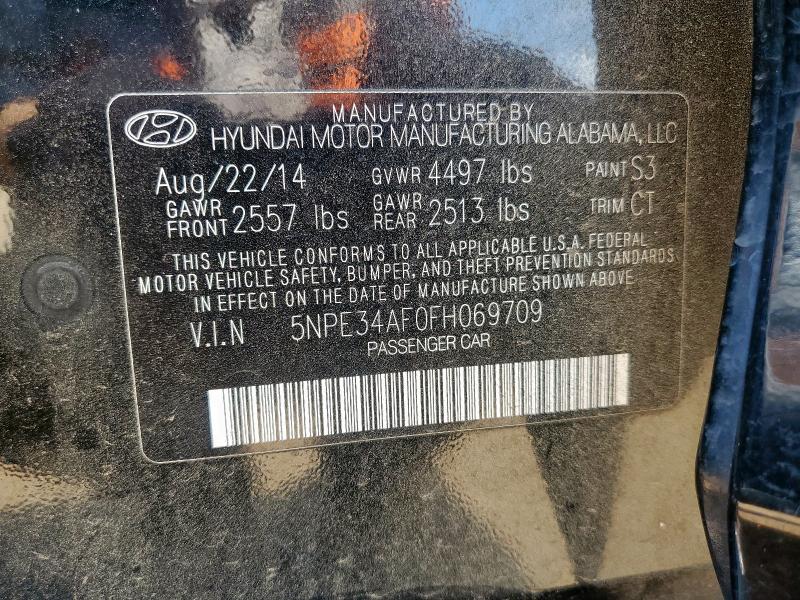 MANUFACTURED BY
HYUNDAI MOTOR MANUFACTURING ALABAMA, LLC
Aug/22/14 GVWR 4497 lbs PAINT S3
GAWR FRONT 2557 lbs GAWR REAR 2513 lbs TRIM CT
THIS VEHICLE CONFORMS TO ALL APPLICABLE U.S.A. FEDERAL
MOTOR VEHICLE SAFETY, BUMPER, AND THEFT PREVENTION STANDARDS
IN EFFECT ON THE DATE OF MANUFACTURE SHOWN ABOVE.
V.I.N 5NPE34AF0FH069709
PASSENGER CAR